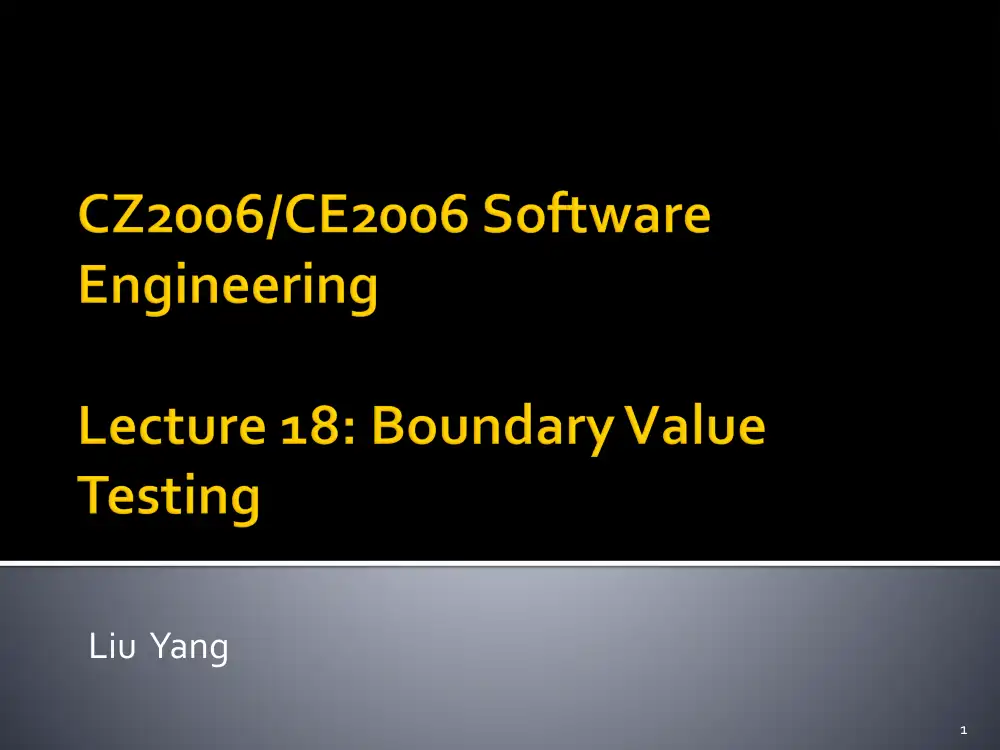 CZ2006/CE2006 Software
Engineering
Lecture 18: Boundary Value
Testing
Liu Yang
1